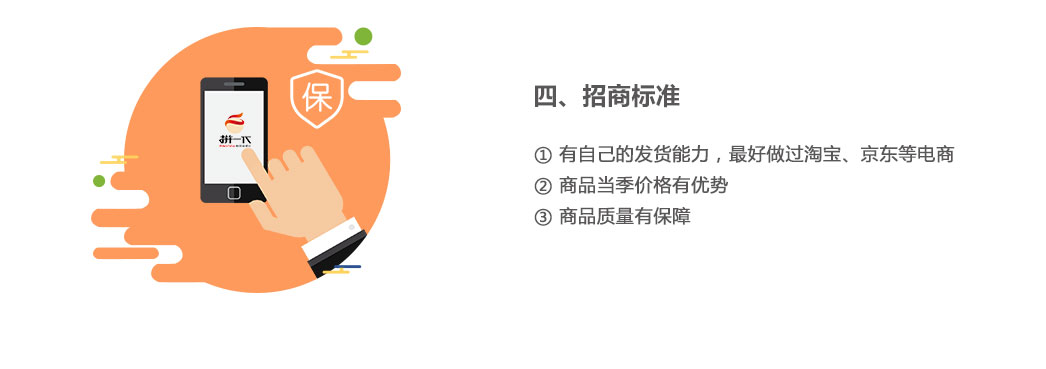 保
拼一次
四、招商标准
① 有自己的发货能力，最好做过淘宝、京东等电商
② 商品当季价格有优势
③ 商品质量有保障